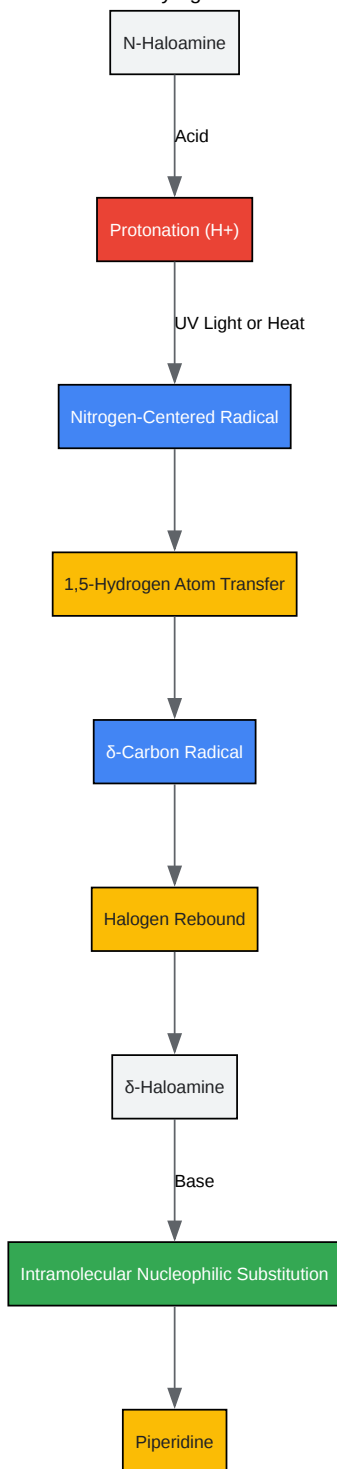 N-Haloamine
Acid
Protonation (H+)
UV Light or Heat
Nitrogen-Centered Radical
1,5-Hydrogen Atom Transfer
δ-Carbon Radical
Halogen Rebound
δ-Haloamine
Base
Intramolecular Nucleophilic Substitution
Piperidine